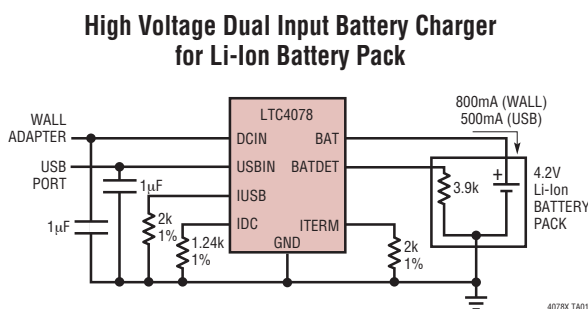 High Voltage Dual Input Battery Charger
for Li-Ion Battery Pack
800mA (WALL)
500mA (USB)
WALL
ADAPTER
USB
PORT
LTC4078
DCIN
USBIN
IUSB
IDC
GND
BAT
BATDET
ITERM
1µF
1µF
2k
1%
1.24k
1%
2k
1%
3.9k
+
4.2V
Li-Ion
BATTERY
PACK
4078X TA01